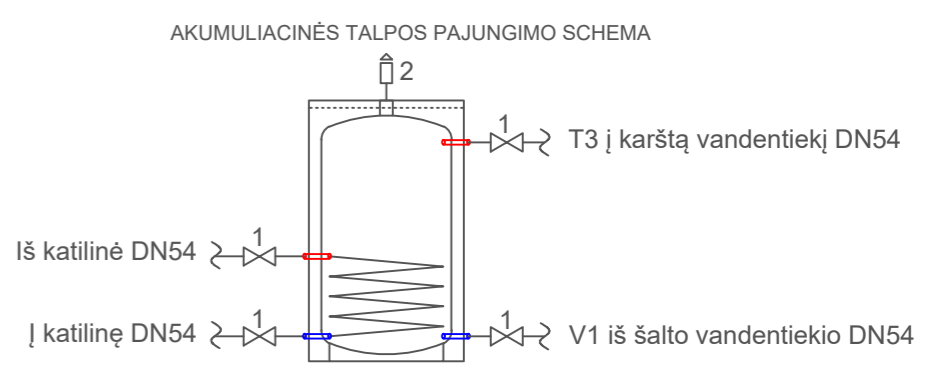 AKUMULIACINĖS TALPOS PAJUNGIMO SCHEMA
2
1
T3 į karštą vandentiekį DN54
1
Iš katilinė DN54
1
Į katilinę DN54
1
V1 iš šalto vandentiekio DN54